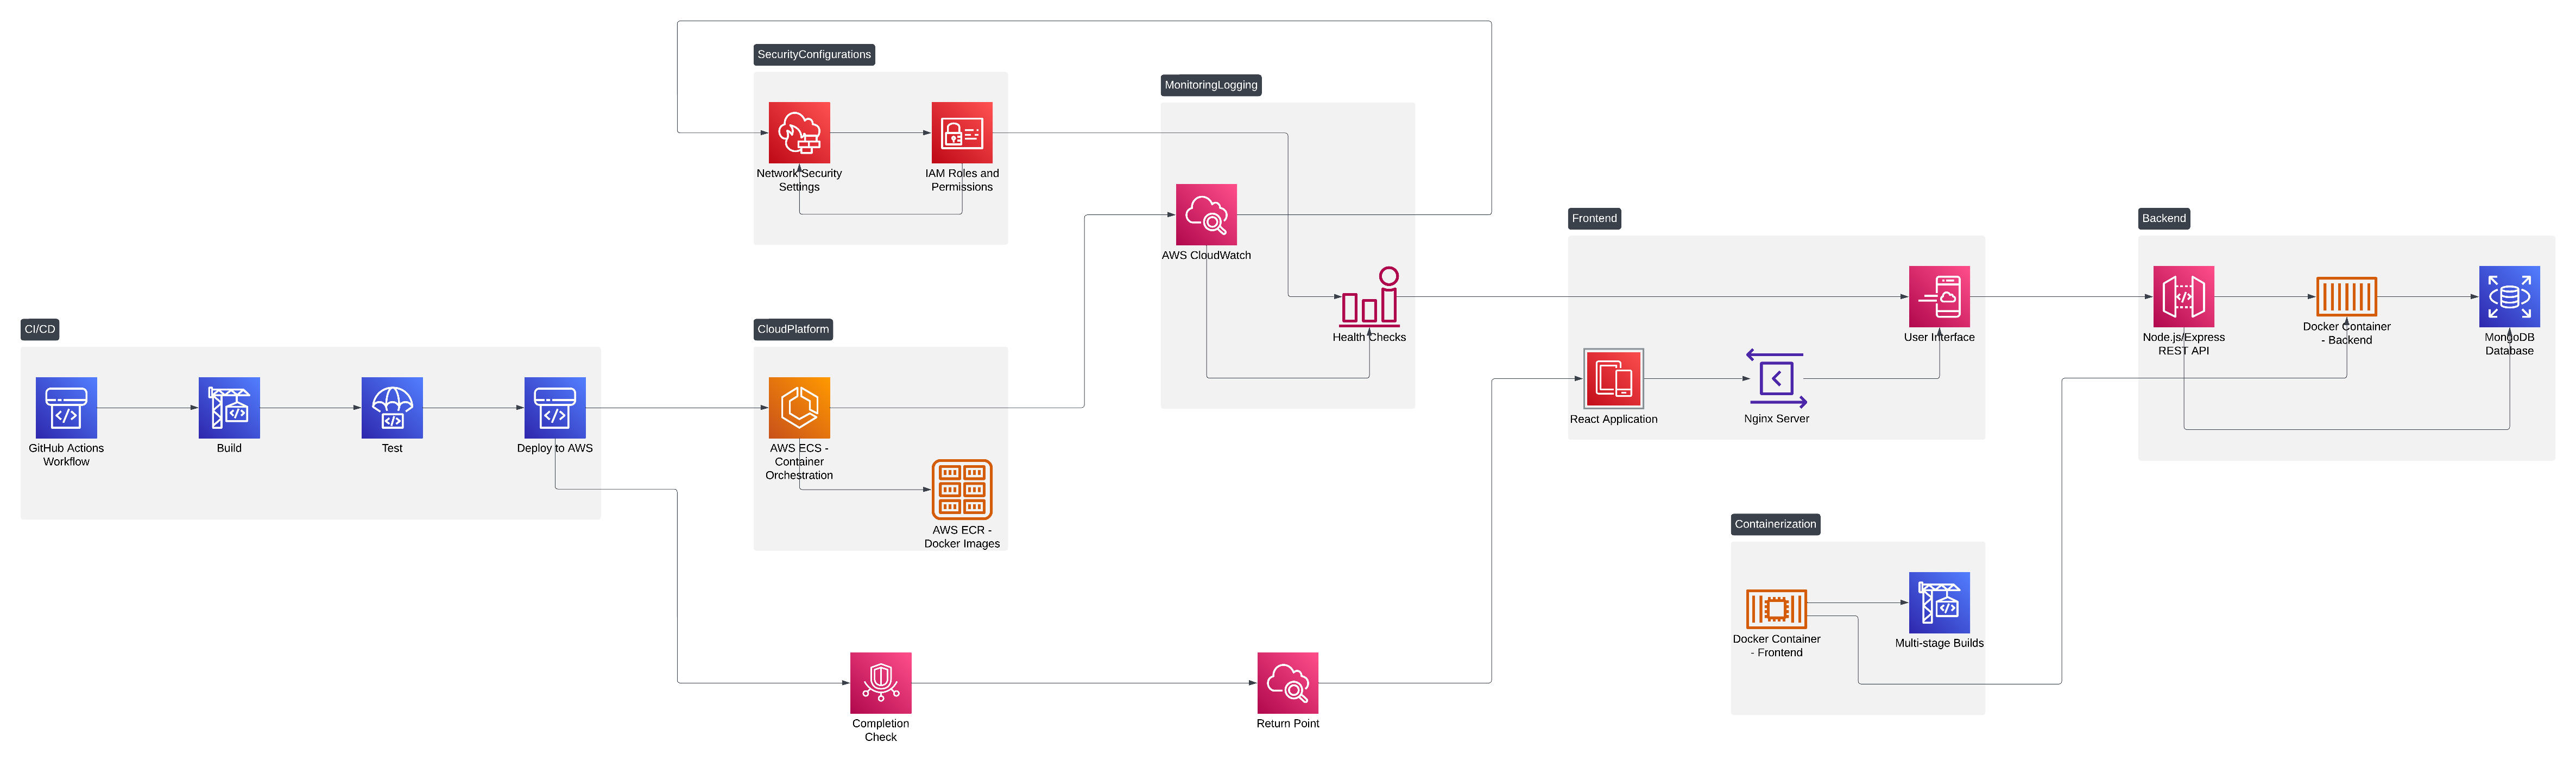 SecurityConfigurations
Network Security
Settings
IAM Roles and
Permissions
MonitoringLogging
AWS CloudWatch
Health Checks
Frontend
User Interface
React Application
Nginx Server
Backend
Node.js/Express
REST API
Docker Container
- Backend
MongoDB
Database
CI/CD
GitHub Actions
Workflow
Build
Test
Deploy to AWS
CloudPlatform
AWS ECS -
Container
Orchestration
AWS ECR -
Docker Images
Containerization
Docker Container
- Frontend
Multi-stage Builds
Completion
Check
Return Point